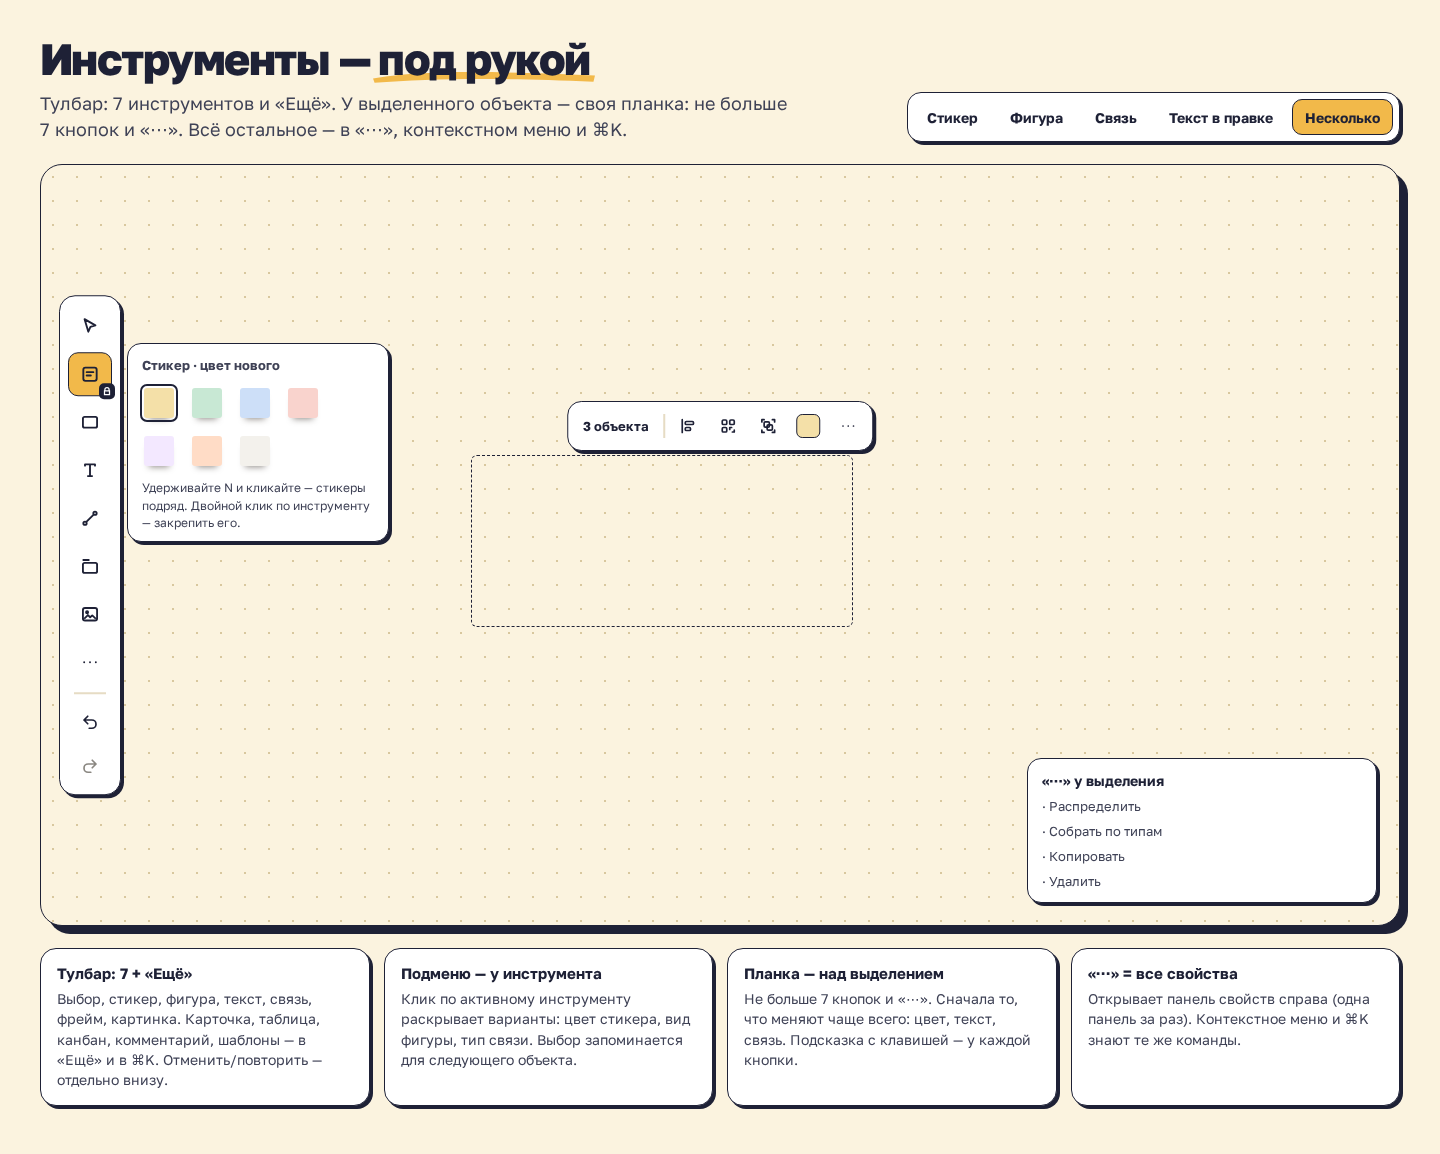 Инструменты — под рукой
Тулбар: 7 инструментов и «Ещё». У выделенного объекта — своя планка: не больше
7 кнопок и «···». Всё остальное — в «···», контекстном меню и ⌘K.
Стикер
Фигура
Связь
Текст в правке
Несколько
Стикер · цвет нового
Удерживайте N и кликайте — стикеры
подряд. Двойной клик по инструменту
— закрепить его.
3 объекта
···
«···» у выделения
· Распределить
· Собрать по типам
· Копировать
· Удалить
Тулбар: 7 + «Ещё»
Выбор, стикер, фигура, текст, связь,
фрейм, картинка. Карточка, таблица,
канбан, комментарий, шаблоны — в
«Ещё» и в ⌘K. Отменить/повторить —
отдельно внизу.
Подменю — у инструмента
Клик по активному инструменту
раскрывает варианты: цвет стикера, вид
фигуры, тип связи. Выбор запоминается
для следующего объекта.
Планка — над выделением
Не больше 7 кнопок и «···». Сначала то,
что меняют чаще всего: цвет, текст,
связь. Подсказка с клавишей — у каждой
кнопки.
«···» = все свойства
Открывает панель свойств справа (одна
панель за раз). Контекстное меню и ⌘K
знают те же команды.